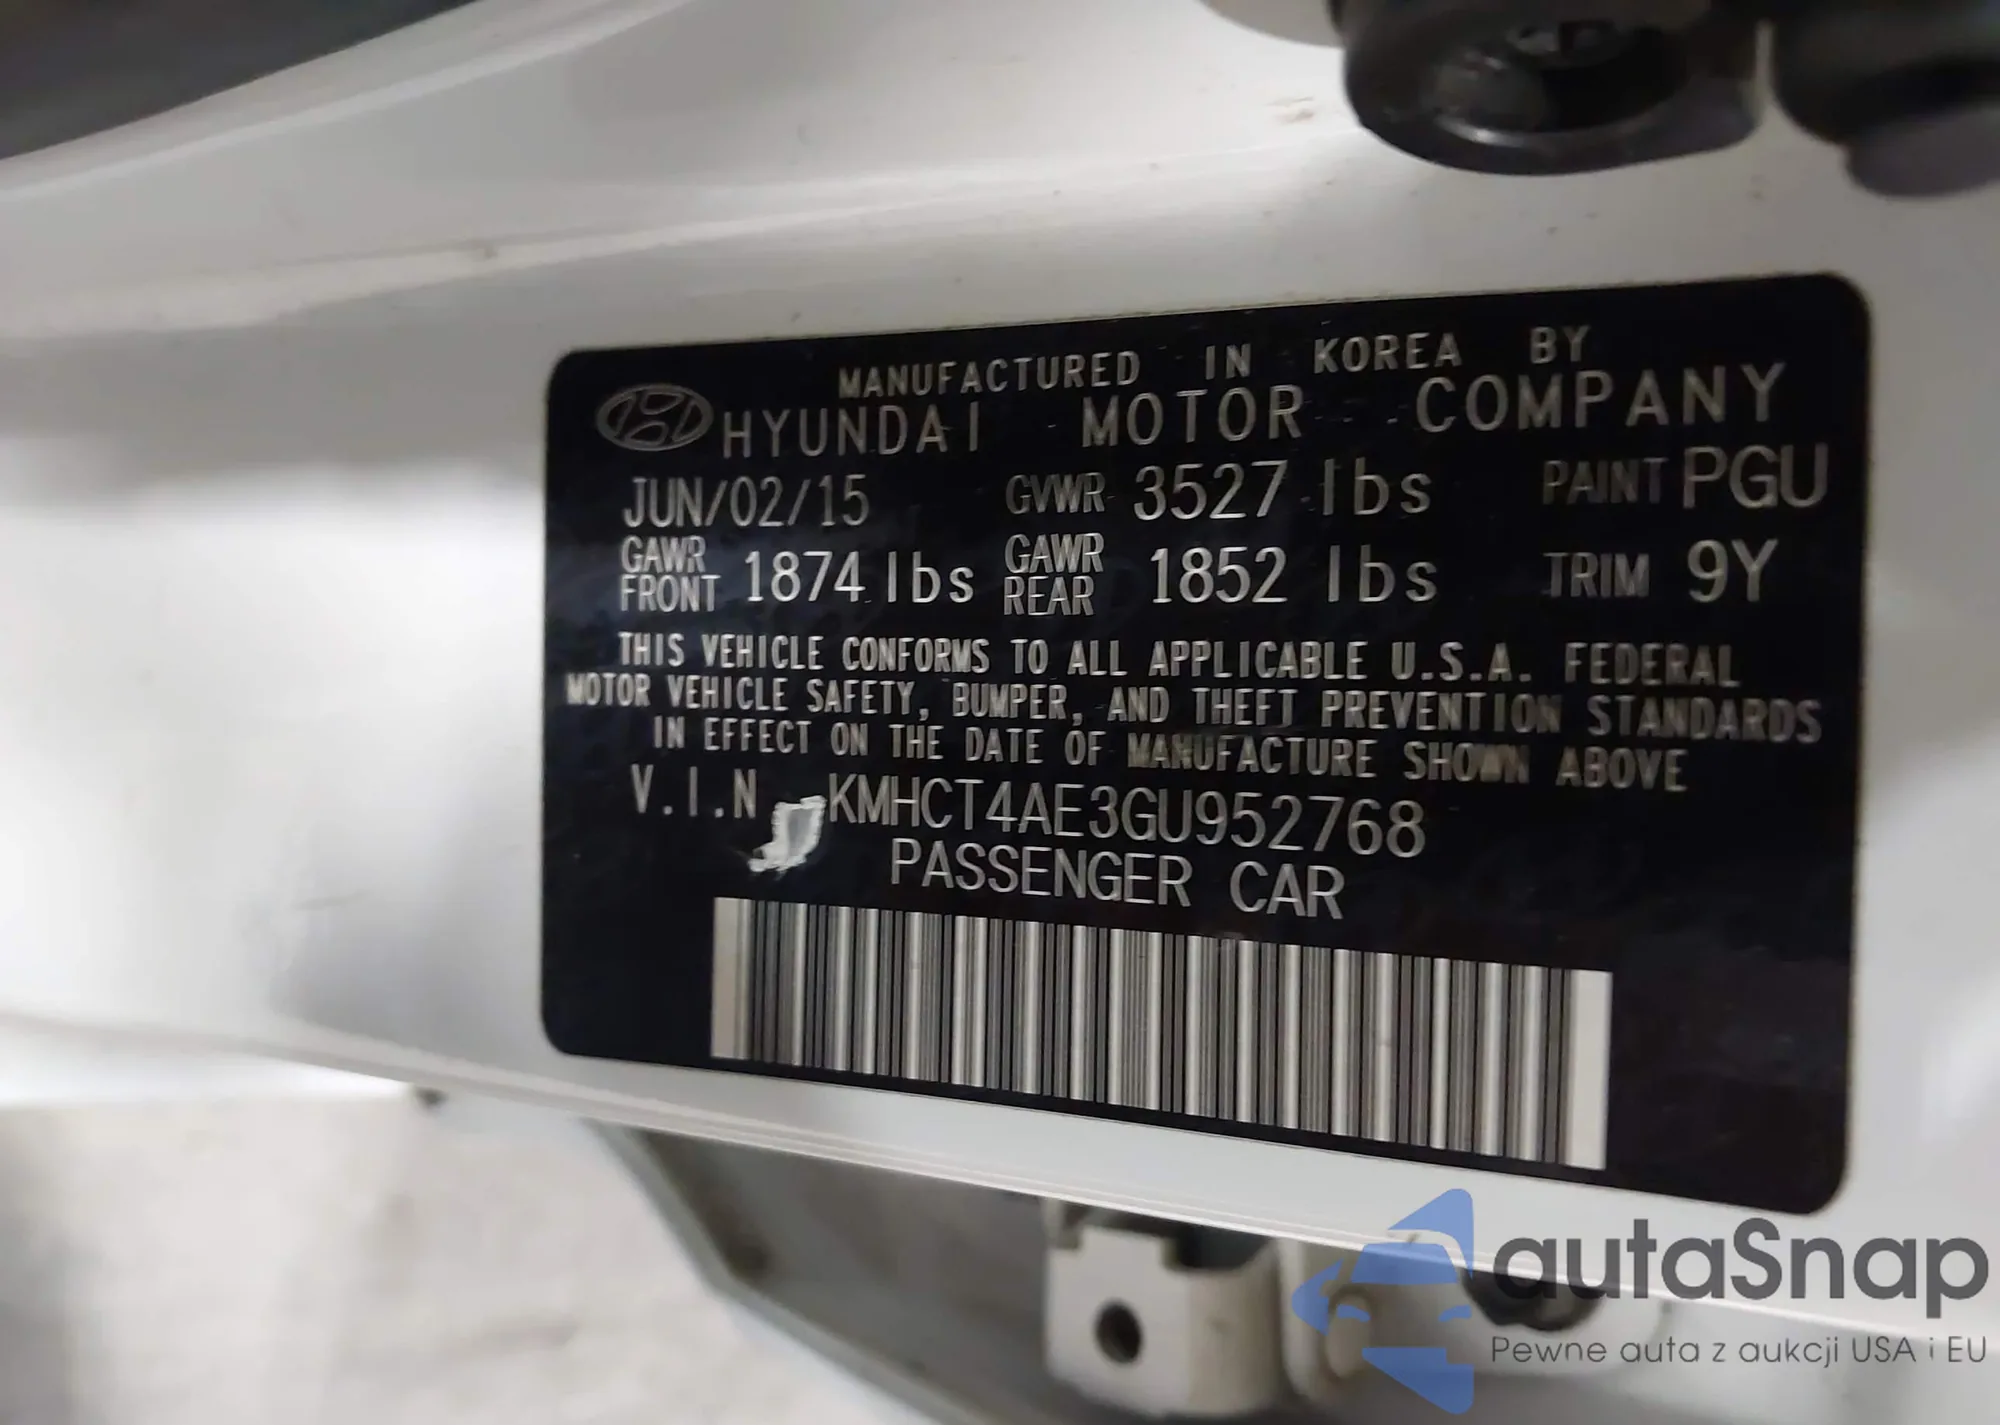 MANUFACTURED IN KOREA BY
HYUNDAI MOTOR COMPANY
JUN/02/15 GVWR 3527 lbs PAINT PGU
GAWR FRONT 1874 lbs GAWR REAR 1852 lbs TRIM 9Y
THIS VEHICLE CONFORMS TO ALL APPLICABLE U.S.A. FEDERAL
MOTOR VEHICLE SAFETY, BUMPER, AND THEFT PREVENTION STANDARDS
IN EFFECT ON THE DATE OF MANUFACTURE SHOWN ABOVE
V.I.N KMHCT4AE3GU952768
PASSENGER CAR
autaSnap
Pewne auta z aukcji USA i EU